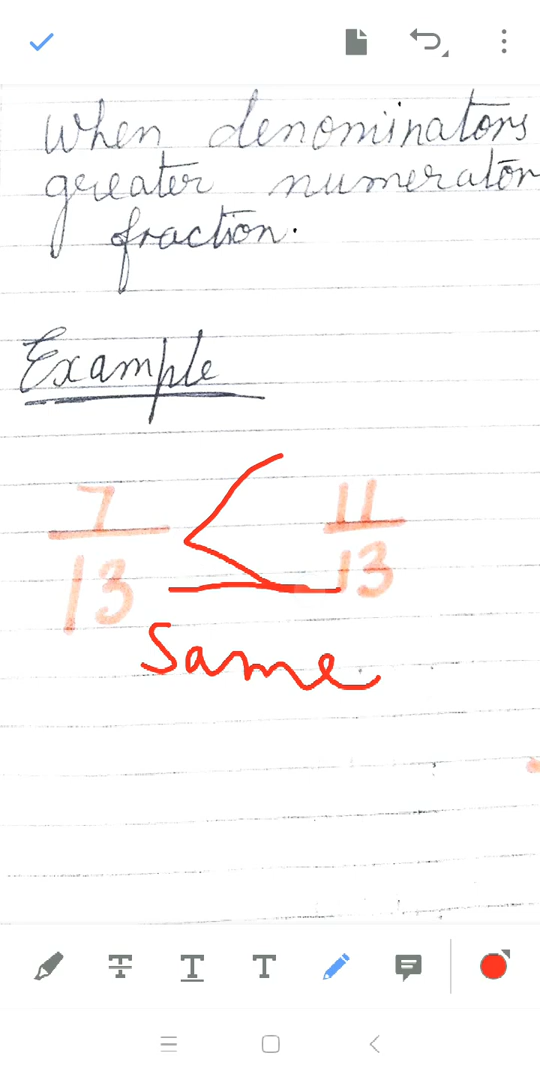 When denominators
greater numerator
fraction.
Example
7 < 11
13 13
Same